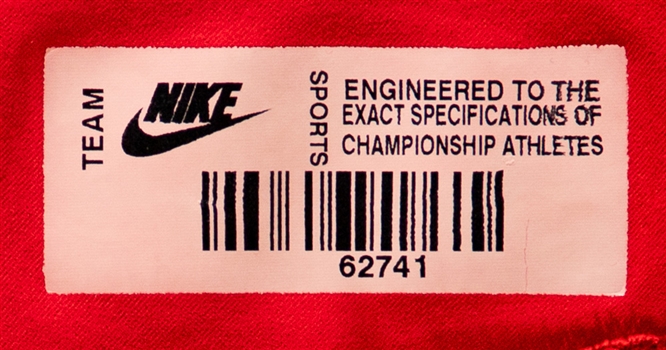 TEAM
NIKE
SPORTS
ENGINEERED TO THE
EXACT SPECIFICATIONS OF
CHAMPIONSHIP ATHLETES
62741